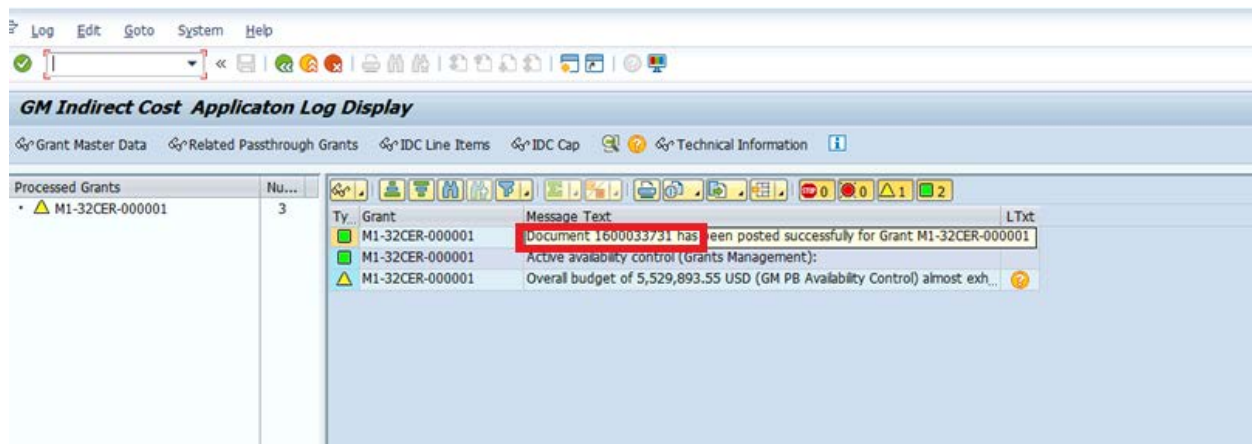 Log Edit Goto System Help
GM Indirect Cost Applicaton Log Display
Grant Master Data Related Passthrough Grants IDC Line Items IDC Cap Technical Information
Processed Grants Nu...
M1-32CER-000001 3
STOP 0 0 1 2
Ty... Grant Message Text LTxt
M1-32CER-000001 Document 1600033731 has been posted successfully for Grant M1-32CER-000001
M1-32CER-000001 Active availability control (Grants Management):
M1-32CER-000001 Overall budget of 5,529,893.55 USD (GM PB Availability Control) almost exh...